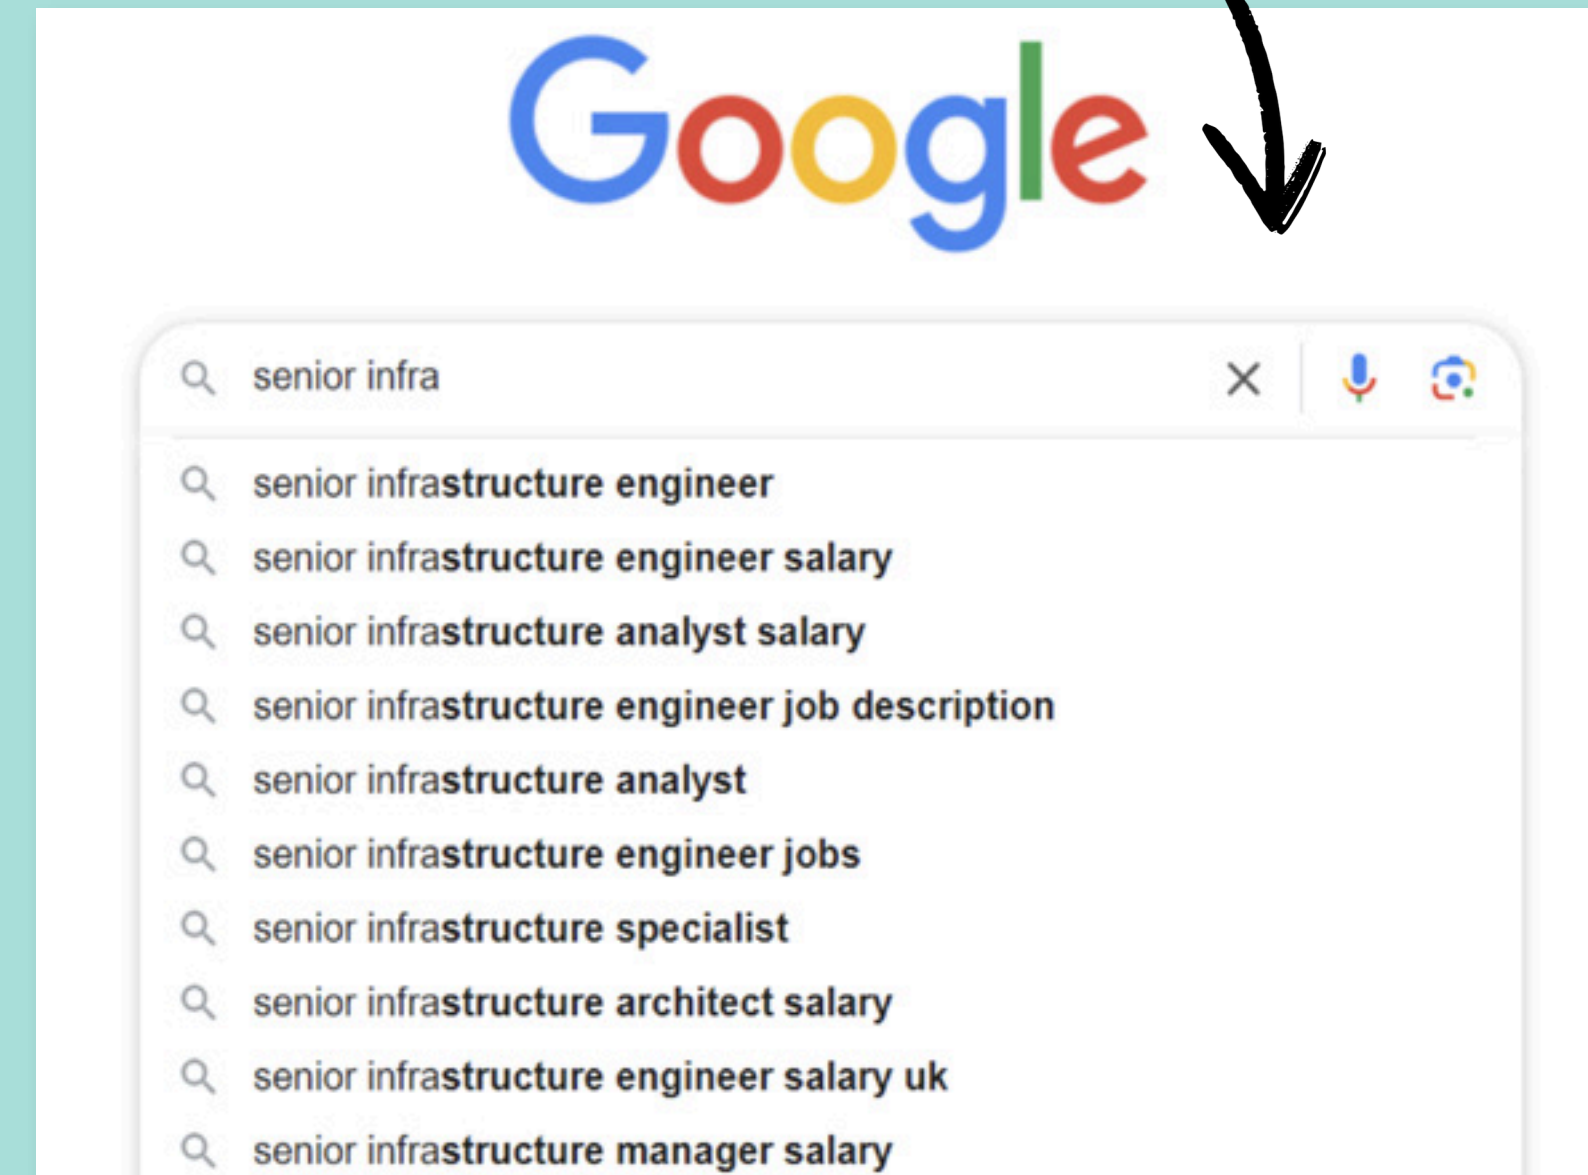 Google
senior infra
senior infrastructure engineer
senior infrastructure engineer salary
senior infrastructure analyst salary
senior infrastructure engineer job description
senior infrastructure analyst
senior infrastructure engineer jobs
senior infrastructure specialist
senior infrastructure architect salary
senior infrastructure engineer salary uk
senior infrastructure manager salary